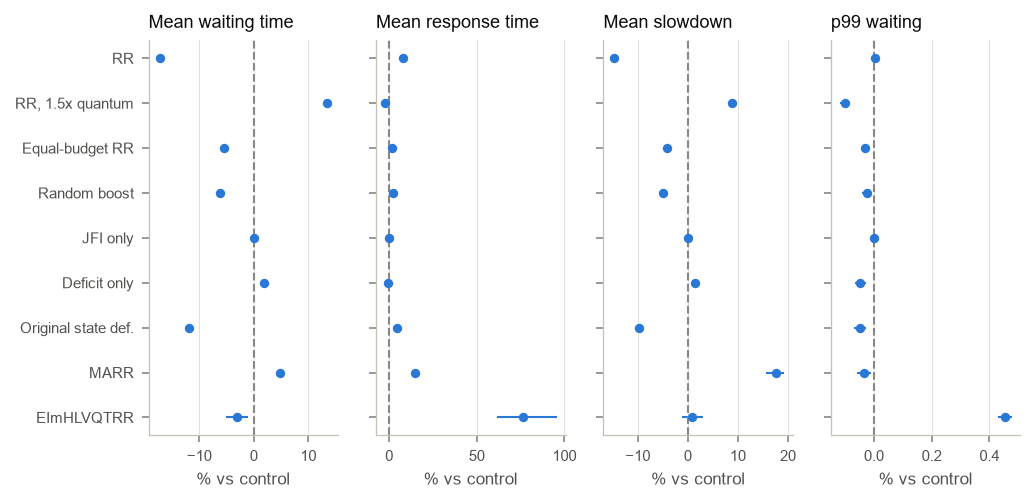 Mean waiting time
Mean response time
Mean slowdown
p99 waiting
RR
RR, 1.5x quantum
Equal-budget RR
Random boost
JFI only
Deficit only
Original state def.
MARR
EImHLVQTRR
−10 0 10
0 50 100
−10 0 10 20
0.0 0.2 0.4
% vs control
% vs control
% vs control
% vs control